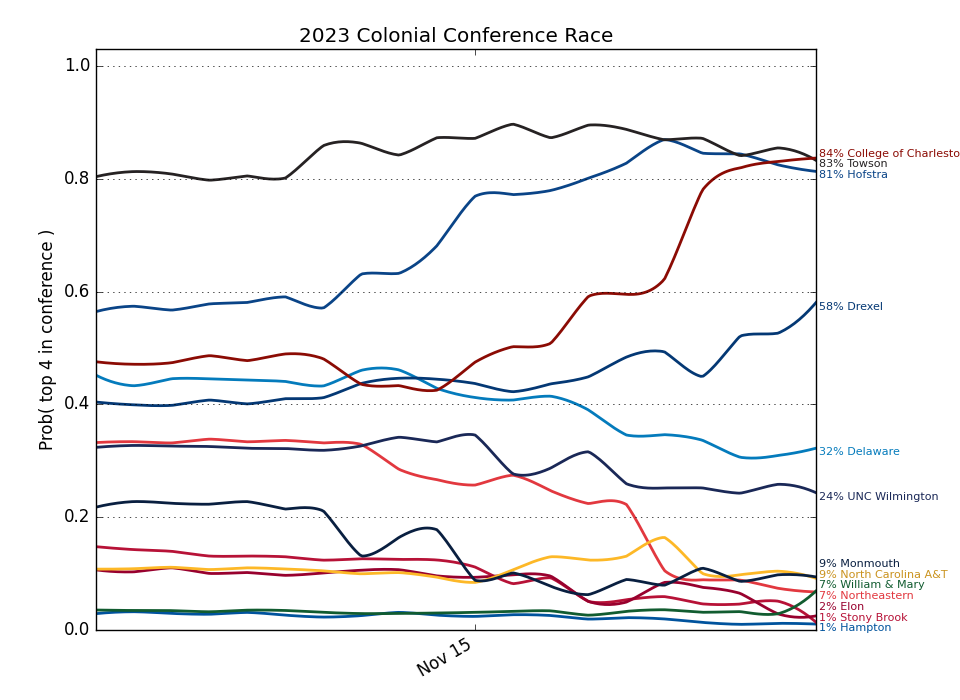 2023 Colonial Conference Race
Prob( top 4 in conference )
1.0
0.8
0.6
0.4
0.2
0.0
Nov 15
84% College of Charlesto
83% Towson
81% Hofstra
58% Drexel
32% Delaware
24% UNC Wilmington
9% Monmouth
9% North Carolina A&T
7% William & Mary
7% Northeastern
2% Elon
1% Stony Brook
1% Hampton